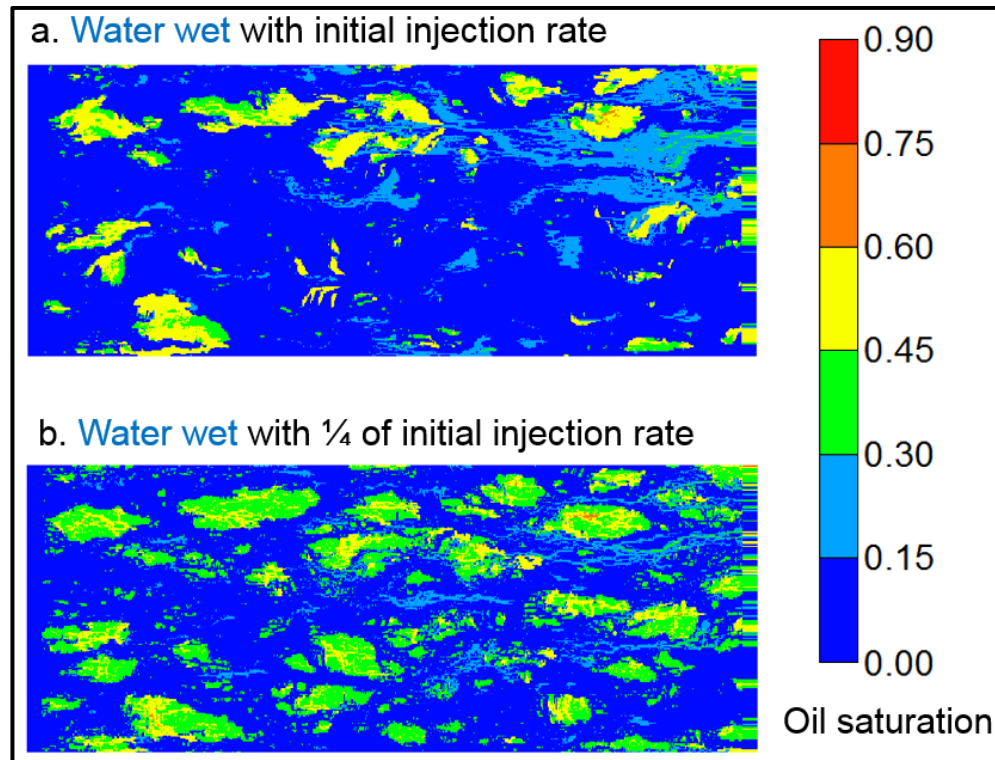 a. Water wet with initial injection rate
0.90
0.75
0.60
0.45
0.30
0.15
0.00
Oil saturation
b. Water wet with ¼ of initial injection rate